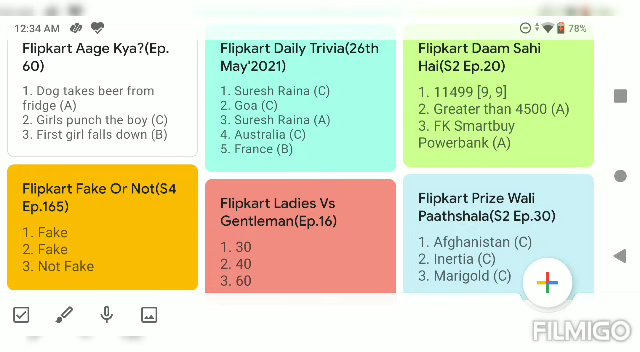 12:34 AM
78%
Flipkart Aage Kya?(Ep.
60)
1. Dog takes beer from
fridge (A)
2. Girls punch the boy (C)
3. First girl falls down (B)
Flipkart Fake Or Not(S4
Ep.165)
1. Fake
2. Fake
3. Not Fake
Flipkart Daily Trivia(26th
May'2021)
1. Suresh Raina (C)
2. Goa (C)
3. Suresh Raina (A)
4. Australia (C)
5. France (B)
Flipkart Ladies Vs
Gentleman(Ep.16)
1. 30
2. 40
3. 60
Flipkart Daam Sahi
Hai(S2 Ep.20)
1. 11499 [9, 9]
2. Greater than 4500 (A)
3. FK Smartbuy
Powerbank (A)
Flipkart Prize Wali
Paathshala(S2 Ep.30)
1. Afghanistan (C)
2. Inertia (C)
3. Marigold (C)
FILMIGO